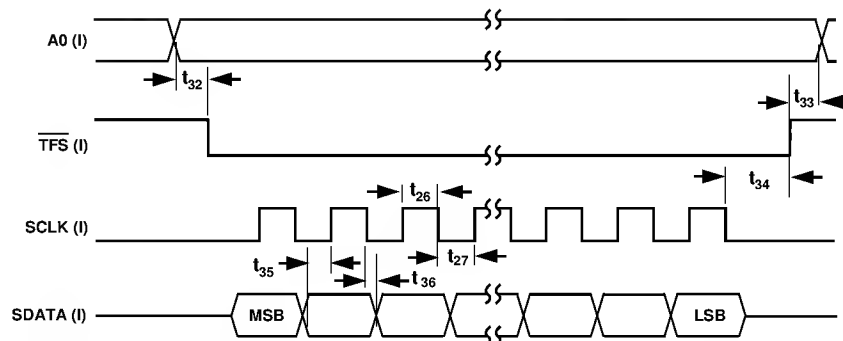 A0 (I)
t32
t33
TFS (I)
t34
t26
SCLK (I)
t27
t35
t36
SDATA (I)
MSB
LSB